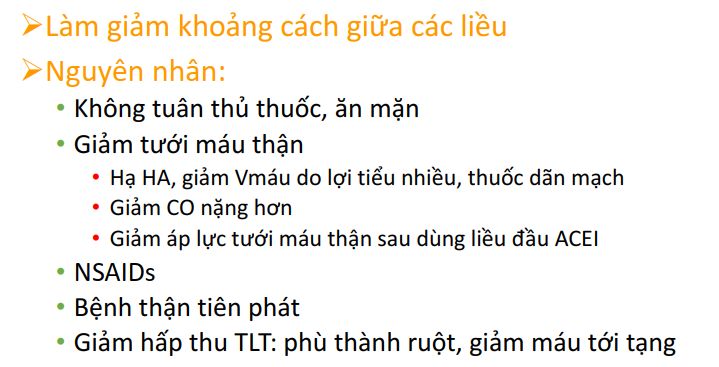 ➢Làm giảm khoảng cách giữa các liều
➢Nguyên nhân:
• Không tuân thủ thuốc, ăn mặn
• Giảm tưới máu thận
• Hạ HA, giảm Vmáu do lợi tiểu nhiều, thuốc dãn mạch
• Giảm CO nặng hơn
• Giảm áp lực tưới máu thận sau dùng liều đầu ACEI
• NSAIDs
• Bệnh thận tiên phát
• Giảm hấp thu TLT: phù thành ruột, giảm máu tới tạng